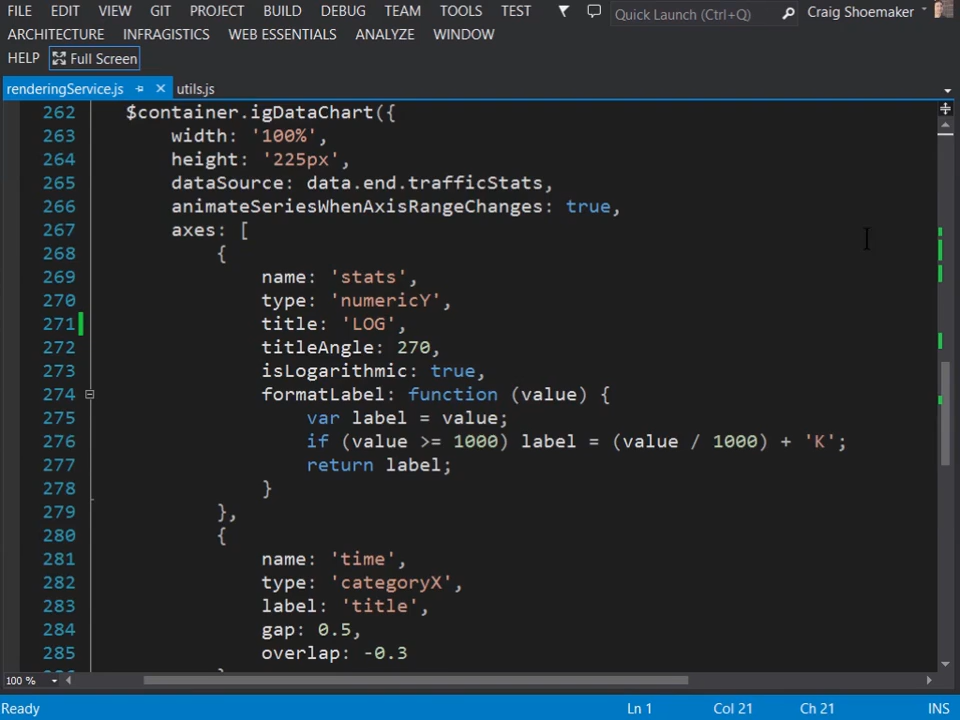 FILE EDIT VIEW GIT PROJECT BUILD DEBUG TEAM TOOLS TEST Quick Launch (Ctrl+Q) Craig Shoemaker
ARCHITECTURE INFRAGISTICS WEB ESSENTIALS ANALYZE WINDOW
HELP Full Screen
renderingService.js utils.js
262 $container.igDataChart({
263 width: '100%',
264 height: '225px',
265 dataSource: data.end.trafficStats,
266 animateSeriesWhenAxisRangeChanges: true,
267 axes: [
268 {
269 name: 'stats',
270 type: 'numericY',
271 title: 'LOG',
272 titleAngle: 270,
273 isLogarithmic: true,
274 formatLabel: function (value) {
275 var label = value;
276 if (value >= 1000) label = (value / 1000) + 'K';
277 return label;
278 }
279 },
280 {
281 name: 'time',
282 type: 'categoryX',
283 label: 'title',
284 gap: 0.5,
285 overlap: -0.3
100 %
Ready Ln 1 Col 21 Ch 21 INS